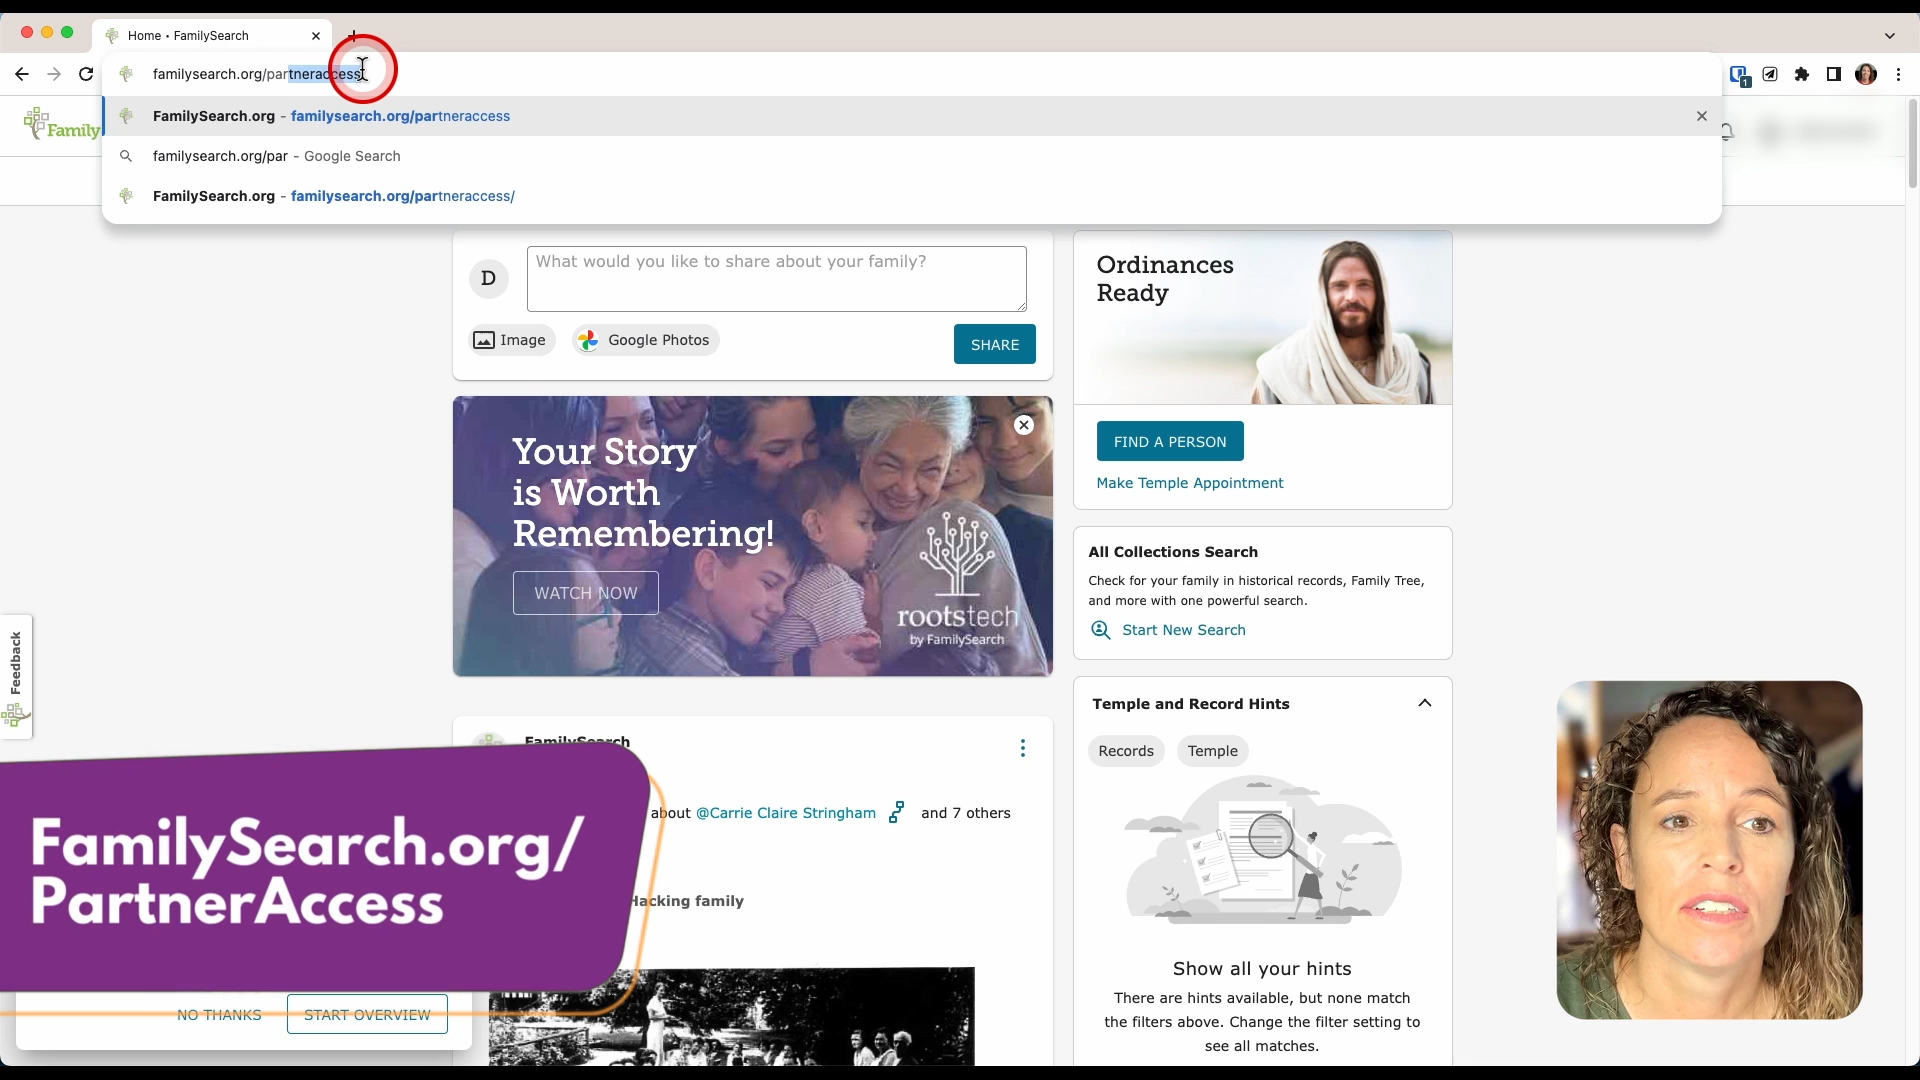 Home • FamilySearch
familysearch.org/partneraccess
FamilySearch.org - familysearch.org/partneraccess
familysearch.org/par - Google Search
FamilySearch.org - familysearch.org/partneraccess/
1
Family
D
What would you like to share about your family?
Image
Google Photos
SHARE
Ordinances
Ready
FIND A PERSON
Make Temple Appointment
Your Story
is Worth
Remembering!
WATCH NOW
rootstech
by FamilySearch
All Collections Search
Check for your family in historical records, Family Tree,
and more with one powerful search.
Start New Search
Feedback
Temple and Record Hints
Records
Temple
FamilySearch
about @Carrie Claire Stringham and 7 others
Hacking family
FamilySearch.org/
PartnerAccess
NO THANKS
START OVERVIEW
Show all your hints
There are hints available, but none match
the filters above. Change the filter setting to
see all matches.